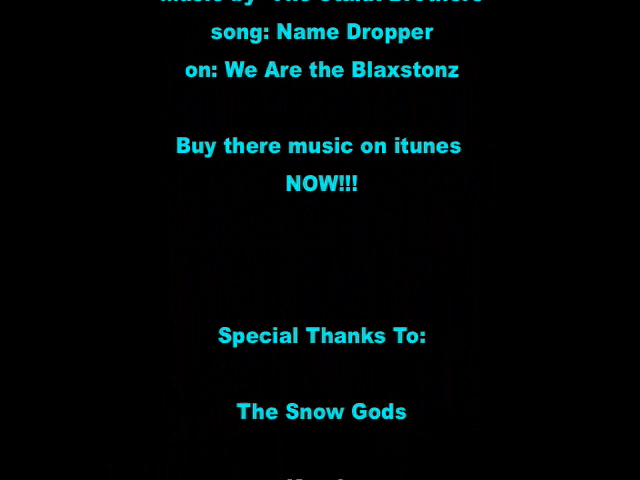 song: Name Dropper
on: We Are the Blaxstonz
Buy there music on itunes
NOW!!!
Special Thanks To:
The Snow Gods